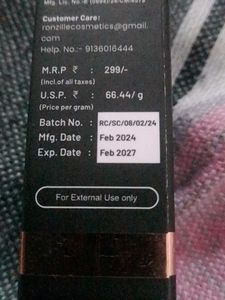 Customer Care:
ronzillecosmetics@gmail.
com
Help. No.:- 9136016444
M.R.P ₹ : 299/-
(Incl.of all taxes)
U.S.P. ₹ : 66.44/ g
(Price per gram)
Batch No. : RC/SC/08/02/24
Mfg. Date : Feb 2024
Exp. Date : Feb 2027
For External Use only